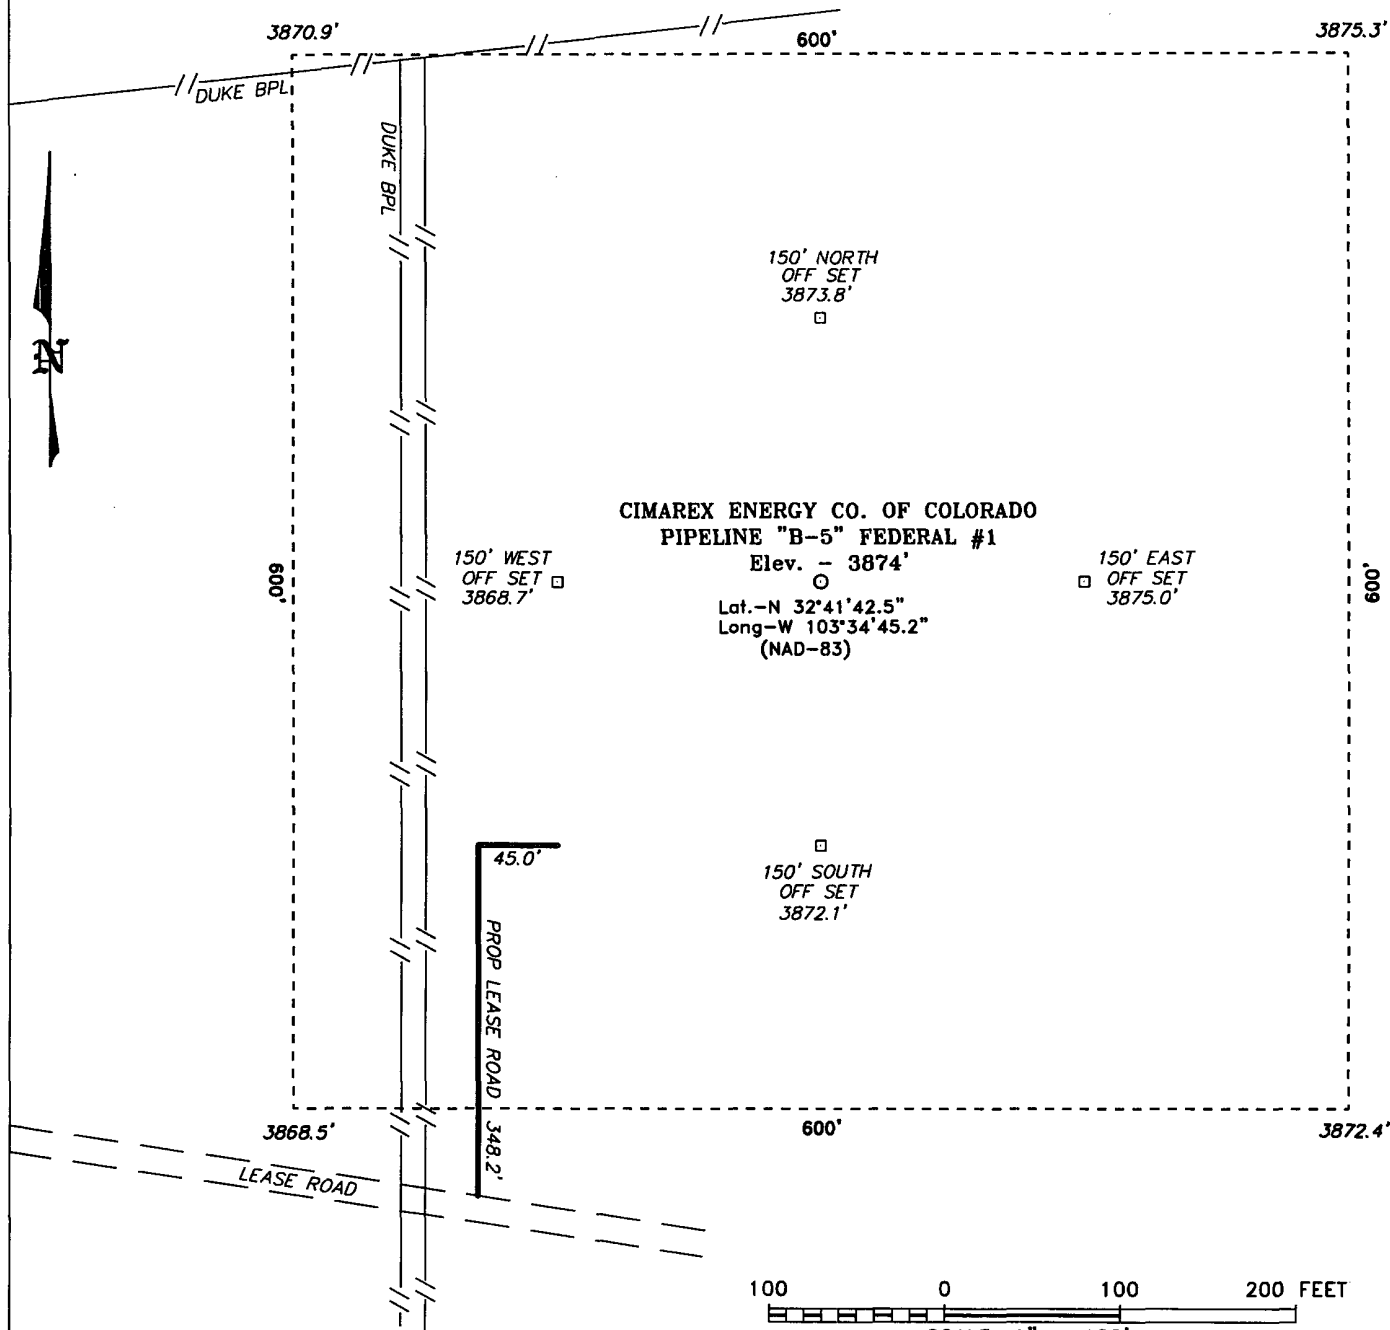 3870.9'
600'
3875.3'
DUKE BPL
DUKE BPL
N
150' NORTH
OFF SET
3873.8'
CIMAREX ENERGY CO. OF COLORADO
PIPELINE "B-5" FEDERAL #1
Elev. - 3874'
Lat.-N 32°41'42.5"
Long-W 103°34'45.2"
(NAD-83)
600'
150' WEST
OFF SET
3868.7'
150' EAST
OFF SET
3875.0'
600'
45.0'
150' SOUTH
OFF SET
3872.1'
PROP LEASE ROAD 348.2'
3868.5'
600'
3872.4'
LEASE ROAD
100 0 100 200 FEET